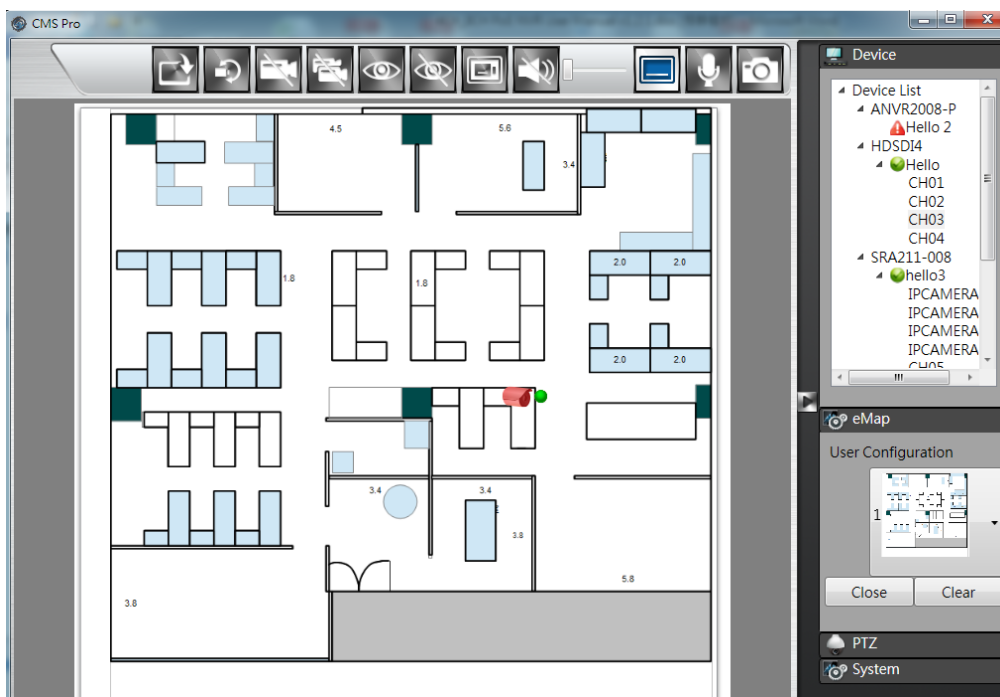 CMS Pro
Device
Device List
ANVR2008-P
Hello 2
HDSDI4
Hello
CH01
CH02
CH03
CH04
SRA211-008
hello3
IPCAMERA
IPCAMERA
IPCAMERA
IPCAMERA
CH05
eMap
User Configuration
1
Close
Clear
PTZ
System
4.5
5.6
3.4
1.8
1.8
2.0
2.0
2.0
2.0
3.4
3.4
3.8
5.8
3.8